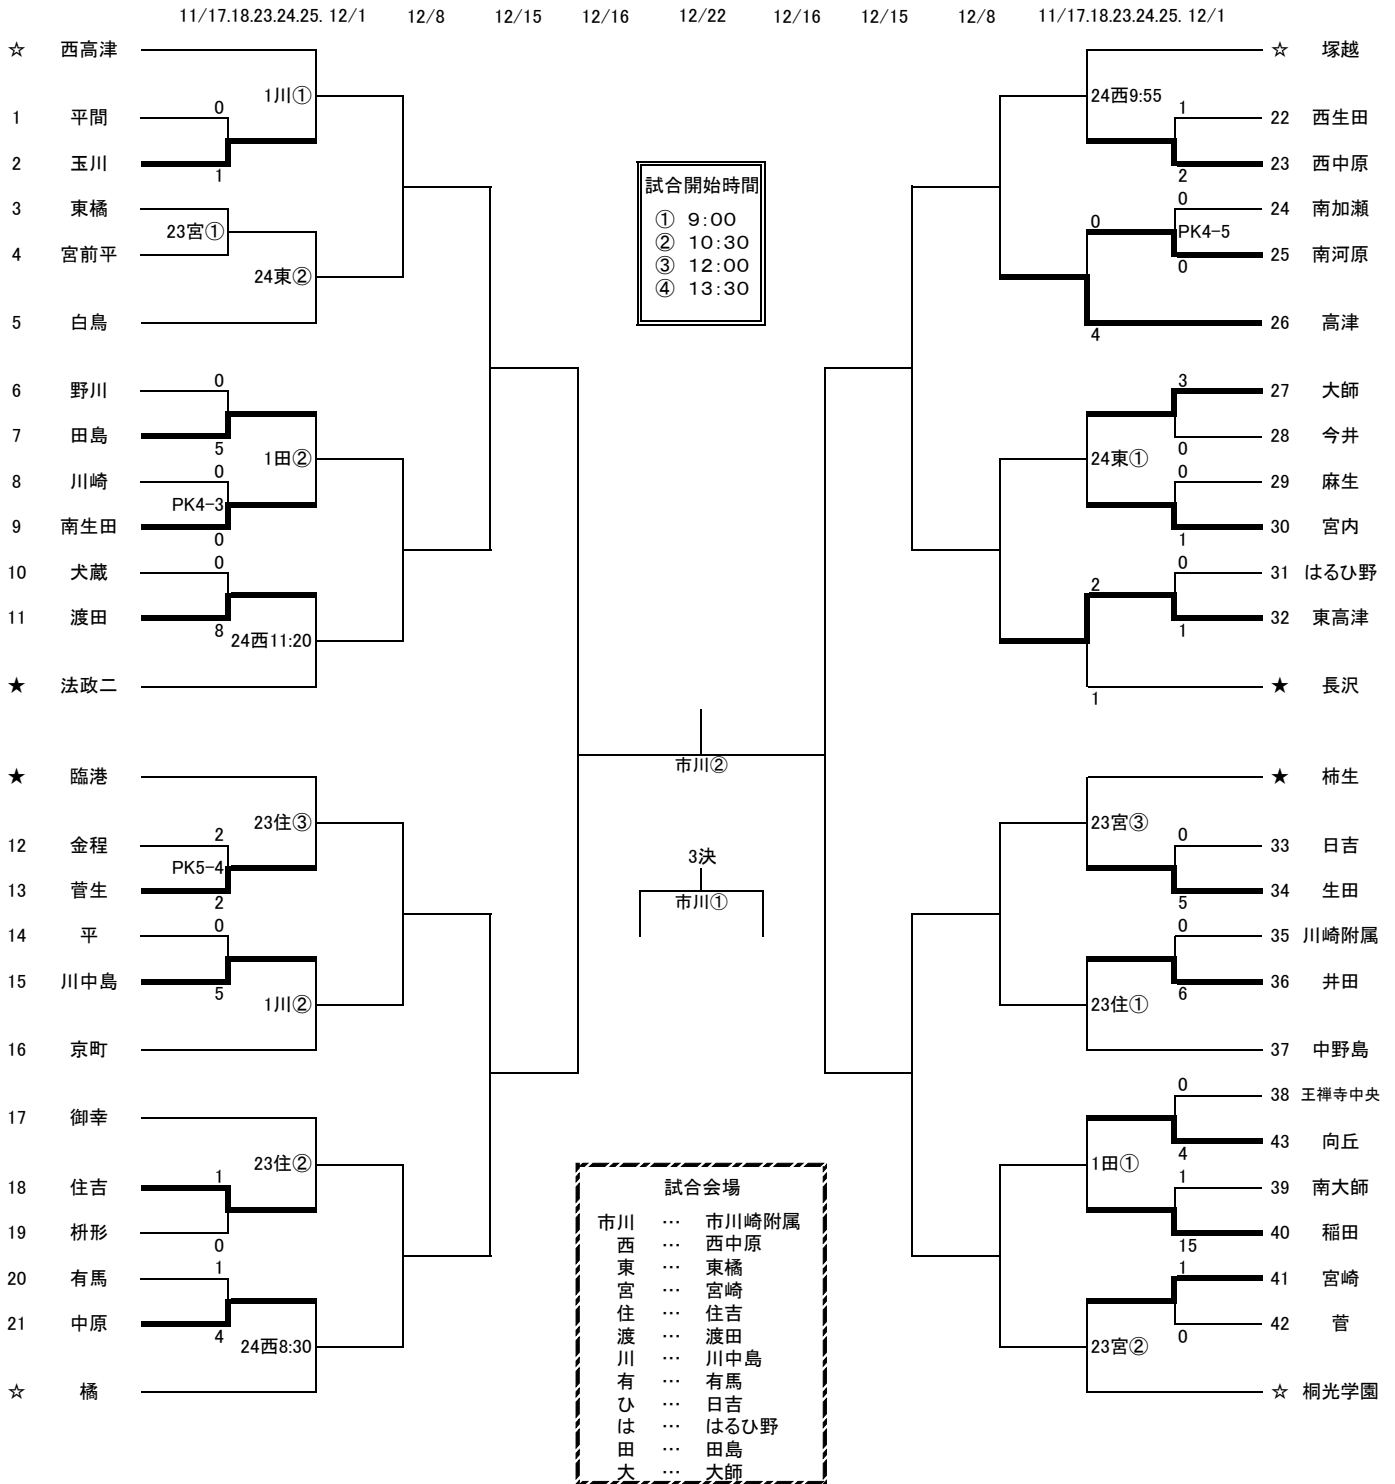 11/17.18.23.24.25. 12/1 12/8 12/15 12/16 12/22 12/16 12/15 12/8 11/17.18.23.24.25. 12/1
☆ 西高津
1川①
1 平間 0
2 玉川 1
3 東橘
23宮①
4 宮前平
24東②
5 白鳥
6 野川 0
7 田島 5
1田②
8 川崎 0
PK4-3
9 南生田 0
10 犬蔵 0
11 渡田 8
24西11:20
★ 法政二
★ 臨港
23住③
12 金程 2
PK5-4
13 菅生 2
14 平 0
15 川中島 5
1川②
16 京町
17 御幸
23住②
18 住吉 1
19 枡形 0
20 有馬 1
21 中原 4
24西8:30
☆ 橘
試合開始時間
① 9:00
② 10:30
③ 12:00
④ 13:30
市川②
3決
市川①
試合会場
市川 … 市川崎附属
西 … 西中原
東 … 東橘
宮 … 宮崎
住 … 住吉
渡 … 渡田
川 … 川中島
有 … 有馬
ひ … 日吉
は … はるひ野
田 … 田島
大 … 大師
☆ 塚越
24西9:55
1 22 西生田
2 23 西中原
0 24 南加瀬
0 PK4-5
0 25 南河原
4 26 高津
3 27 大師
0 28 今井
24東①
0 29 麻生
1 30 宮内
0 31 はるひ野
2
1 32 東高津
1 ★ 長沢
★ 柿生
23宮③
0 33 日吉
5 34 生田
0 35 川崎附属
6 36 井田
23住①
37 中野島
0 38 王禅寺中央
4 43 向丘
1田①
1 39 南大師
15 40 稲田
1 41 宮崎
0 42 菅
23宮②
☆ 桐光学園